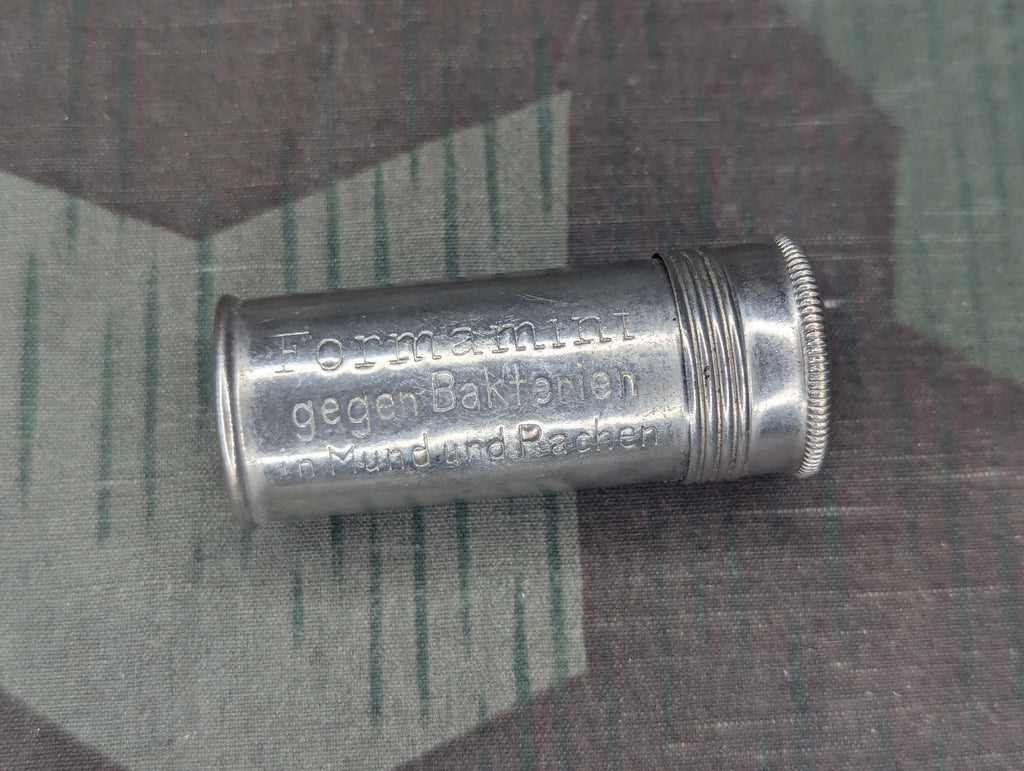 Formamint
gegen Bakterien
in Mund und Rachen